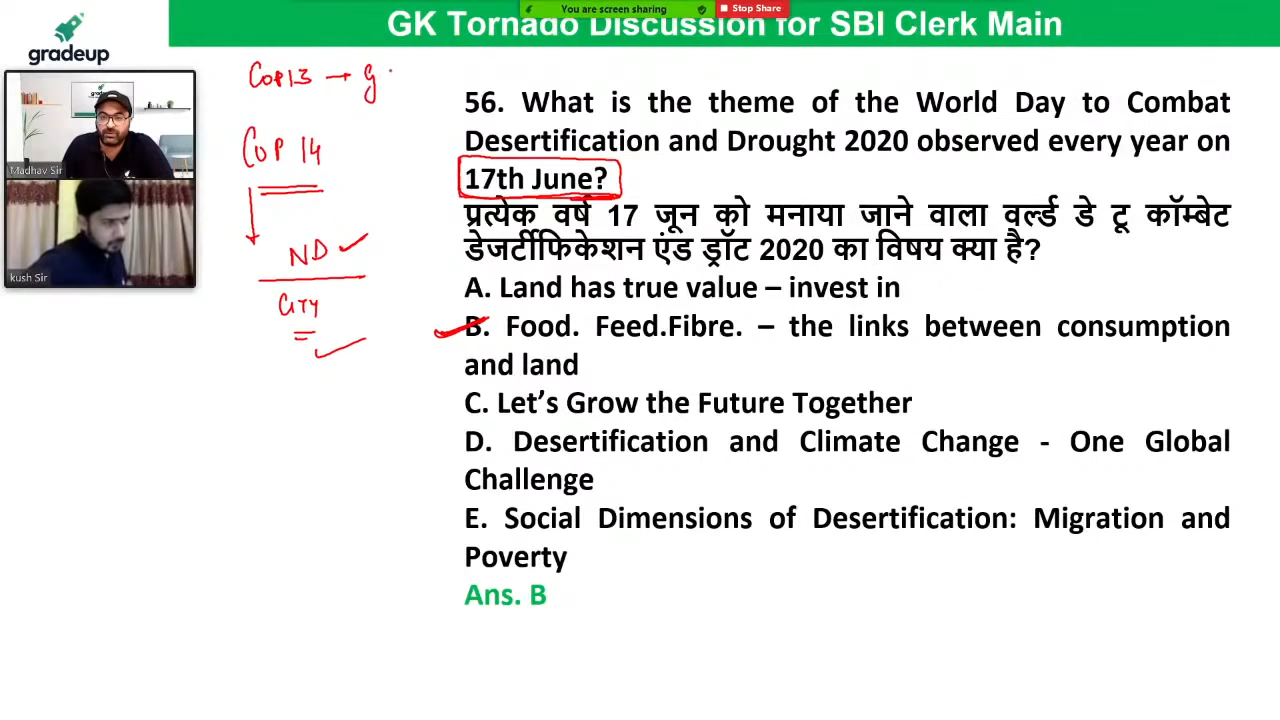 You are screen sharing
Stop Share
GK Tornado Discussion for SBI Clerk Main
gradeup
Madhav Sir
kush Sir
COP13 → g
COP 14
ND
CITY
56. What is the theme of the World Day to Combat
Desertification and Drought 2020 observed every year on
17th June?
प्रत्येक वर्ष 17 जून को मनाया जाने वाला वर्ल्ड डे टू कॉम्बेट
डेजर्टीफिकेशन एंड ड्रॉट 2020 का विषय क्या है?
A. Land has true value – invest in
B. Food. Feed.Fibre. – the links between consumption
and land
C. Let’s Grow the Future Together
D. Desertification and Climate Change - One Global
Challenge
E. Social Dimensions of Desertification: Migration and
Poverty
Ans. B